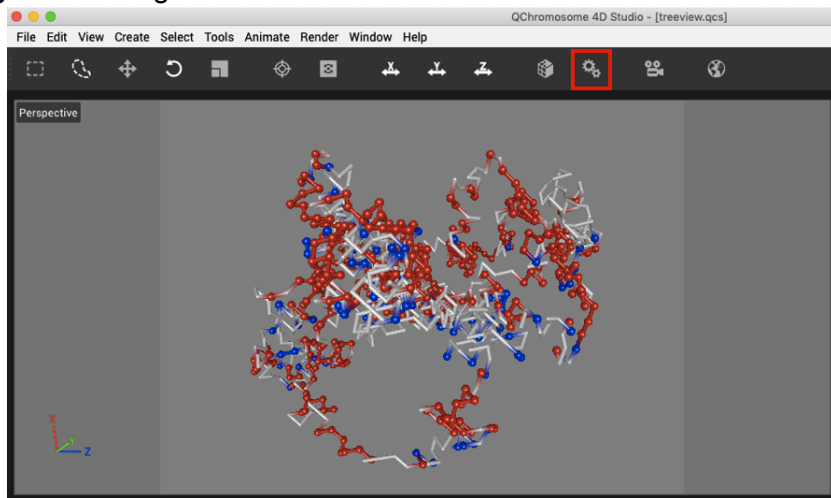 QChromosome 4D Studio - [treeview.qcs]
File Edit View Create Select Tools Animate Render Window Help
X Y Z
Perspective
X
Y
Z